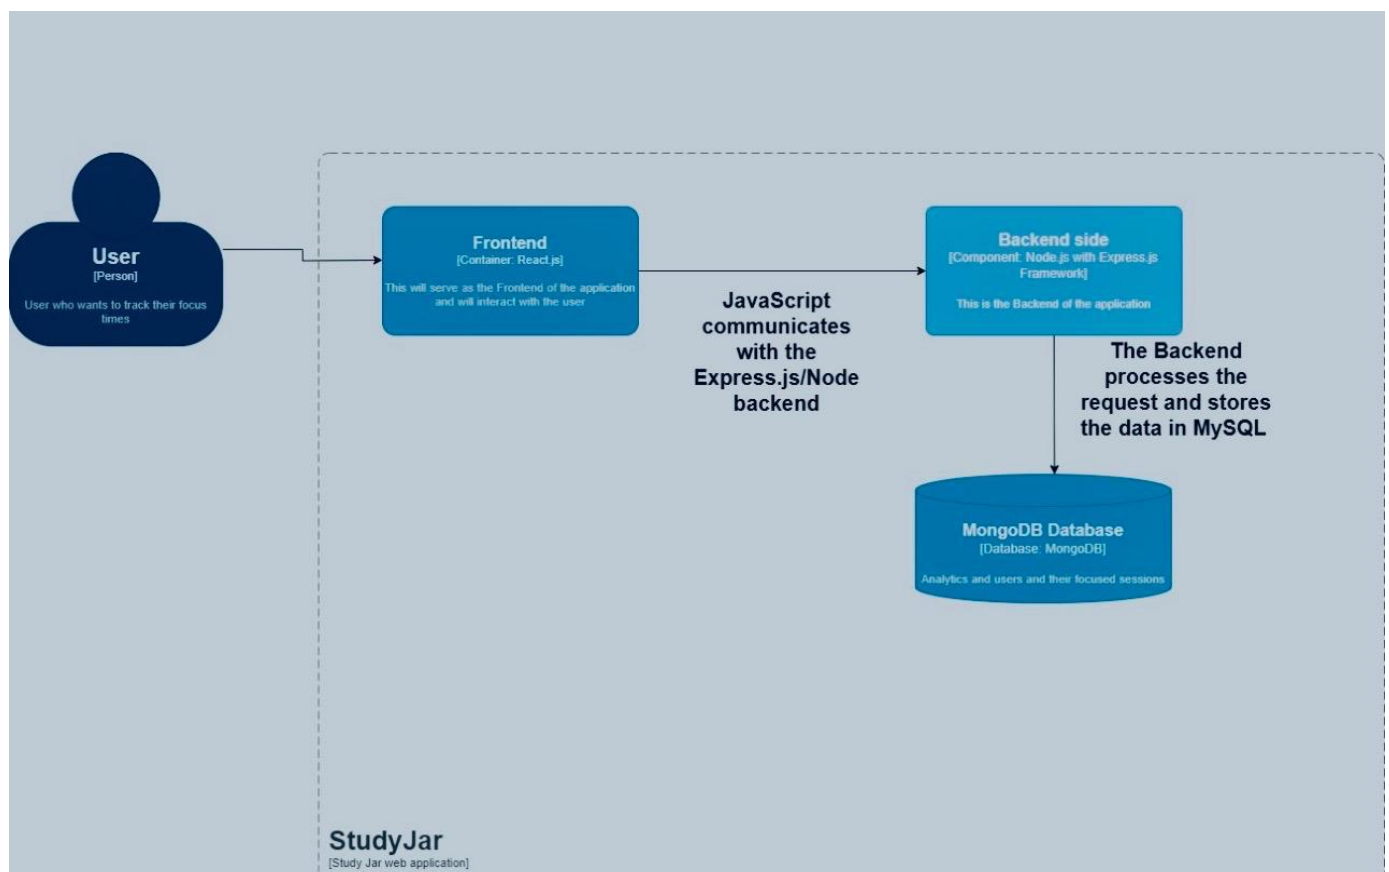 User
[Person]
User who wants to track their focus
times
Frontend
[Container: React.js]
This will serve as the Frontend of the application
and will interact with the user
JavaScript
communicates
with the
Express.js/Node
backend
Backend side
[Component: Node.js with Express.js
Framework]
This is the Backend of the application
The Backend
processes the
request and stores
the data in MySQL
MongoDB Database
[Database: MongoDB]
Analytics and users and their focused sessions
StudyJar
[Study Jar web application]